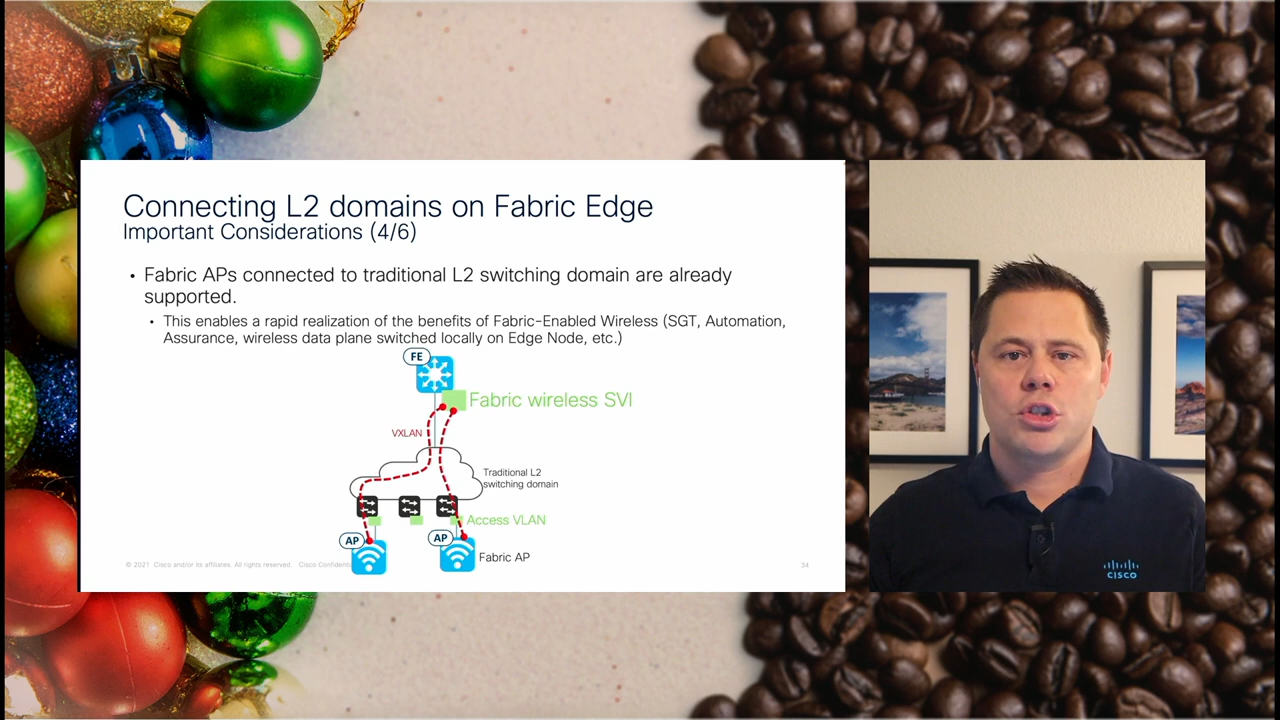 Connecting L2 domains on Fabric Edge
Important Considerations (4/6)
• Fabric APs connected to traditional L2 switching domain are already
supported.
• This enables a rapid realization of the benefits of Fabric-Enabled Wireless (SGT, Automation,
Assurance, wireless data plane switched locally on Edge Node, etc.)
FE
Fabric wireless SVI
VXLAN
Traditional L2
switching domain
Access VLAN
AP
AP
Fabric AP
© 2021 Cisco and/or its affiliates. All rights reserved. Cisco
34
CISCO